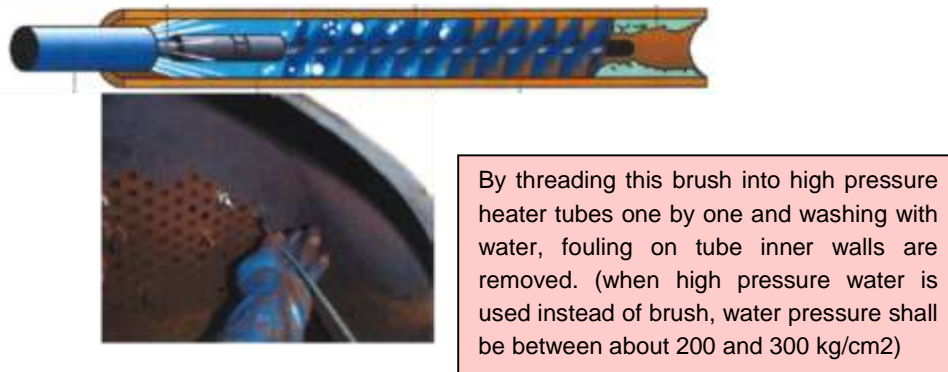 By threading this brush into high pressure
heater tubes one by one and washing with
water, fouling on tube inner walls are
removed. (when high pressure water is
used instead of brush, water pressure shall
be between about 200 and 300 kg/cm2)